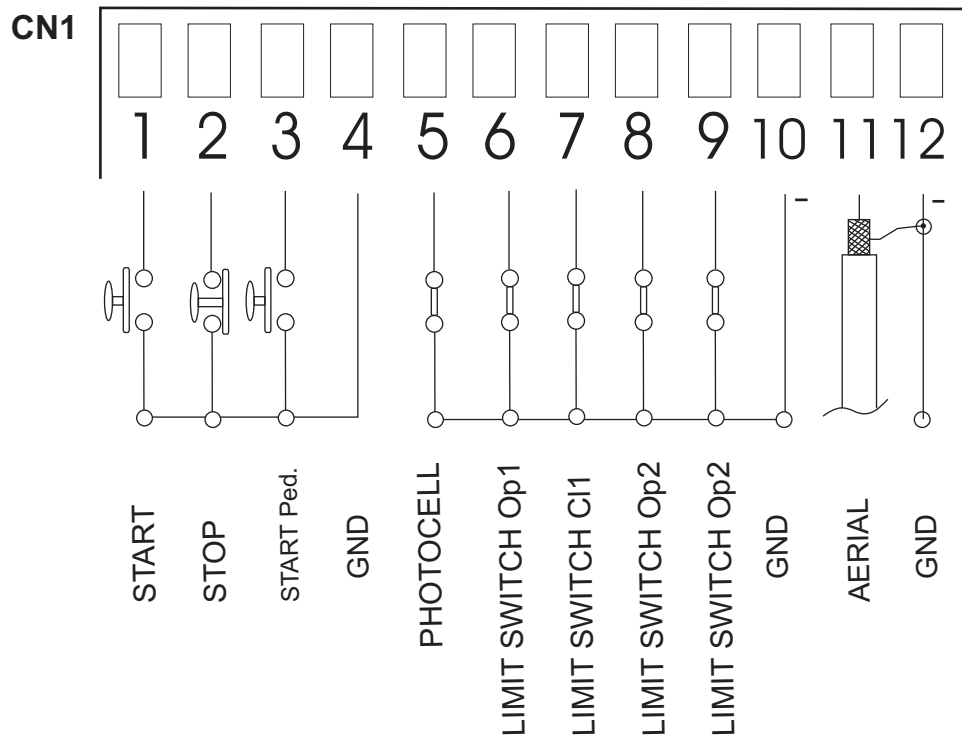 CN1
1 2 3 4 5 6 7 8 9 10 11 12
- -
START
STOP
START Ped.
GND
PHOTOCELL
LIMIT SWITCH Op1
LIMIT SWITCH Cl1
LIMIT SWITCH Op2
LIMIT SWITCH Op2
GND
AERIAL
GND